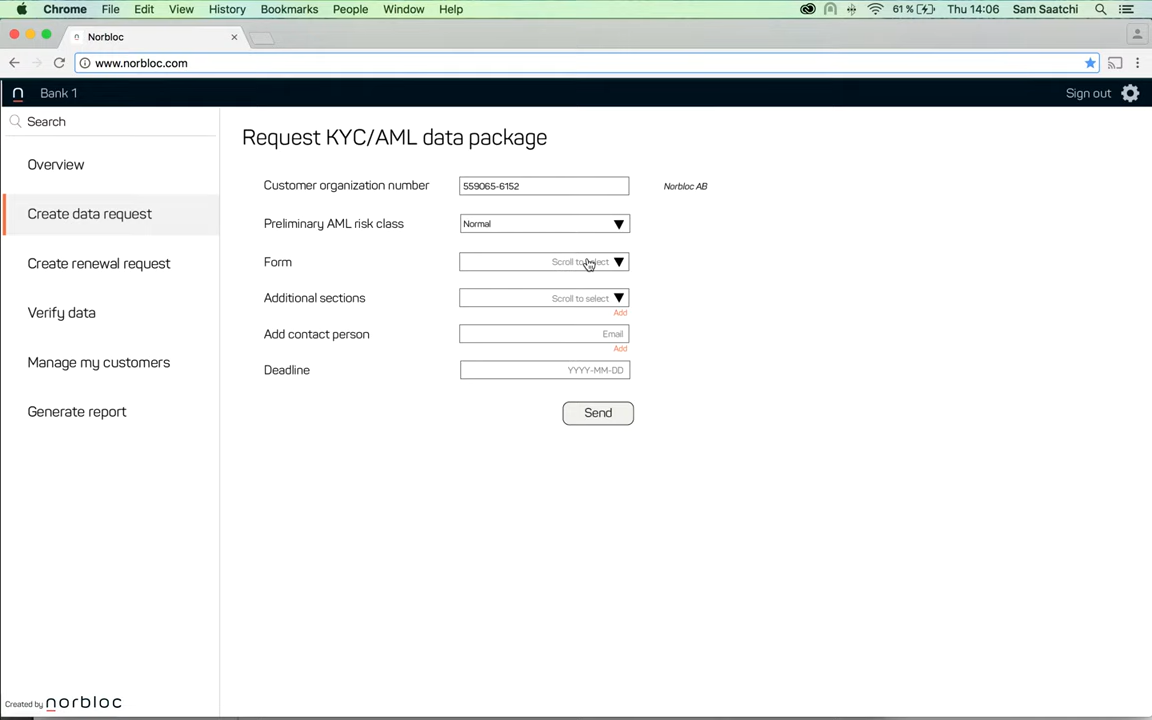 Chrome File Edit View History Bookmarks People Window Help 61 % Thu 14:06 Sam Saatchi
Norbloc
www.norbloc.com
Bank 1 Sign out
Search
Overview
Create data request
Create renewal request
Verify data
Manage my customers
Generate report
Created by norbloc
Request KYC/AML data package
Customer organization number 559065-6152 Norbloc AB
Preliminary AML risk class Normal
Form Scroll to select
Additional sections Scroll to select
Add
Add contact person Email
Add
Deadline YYYY-MM-DD
Send